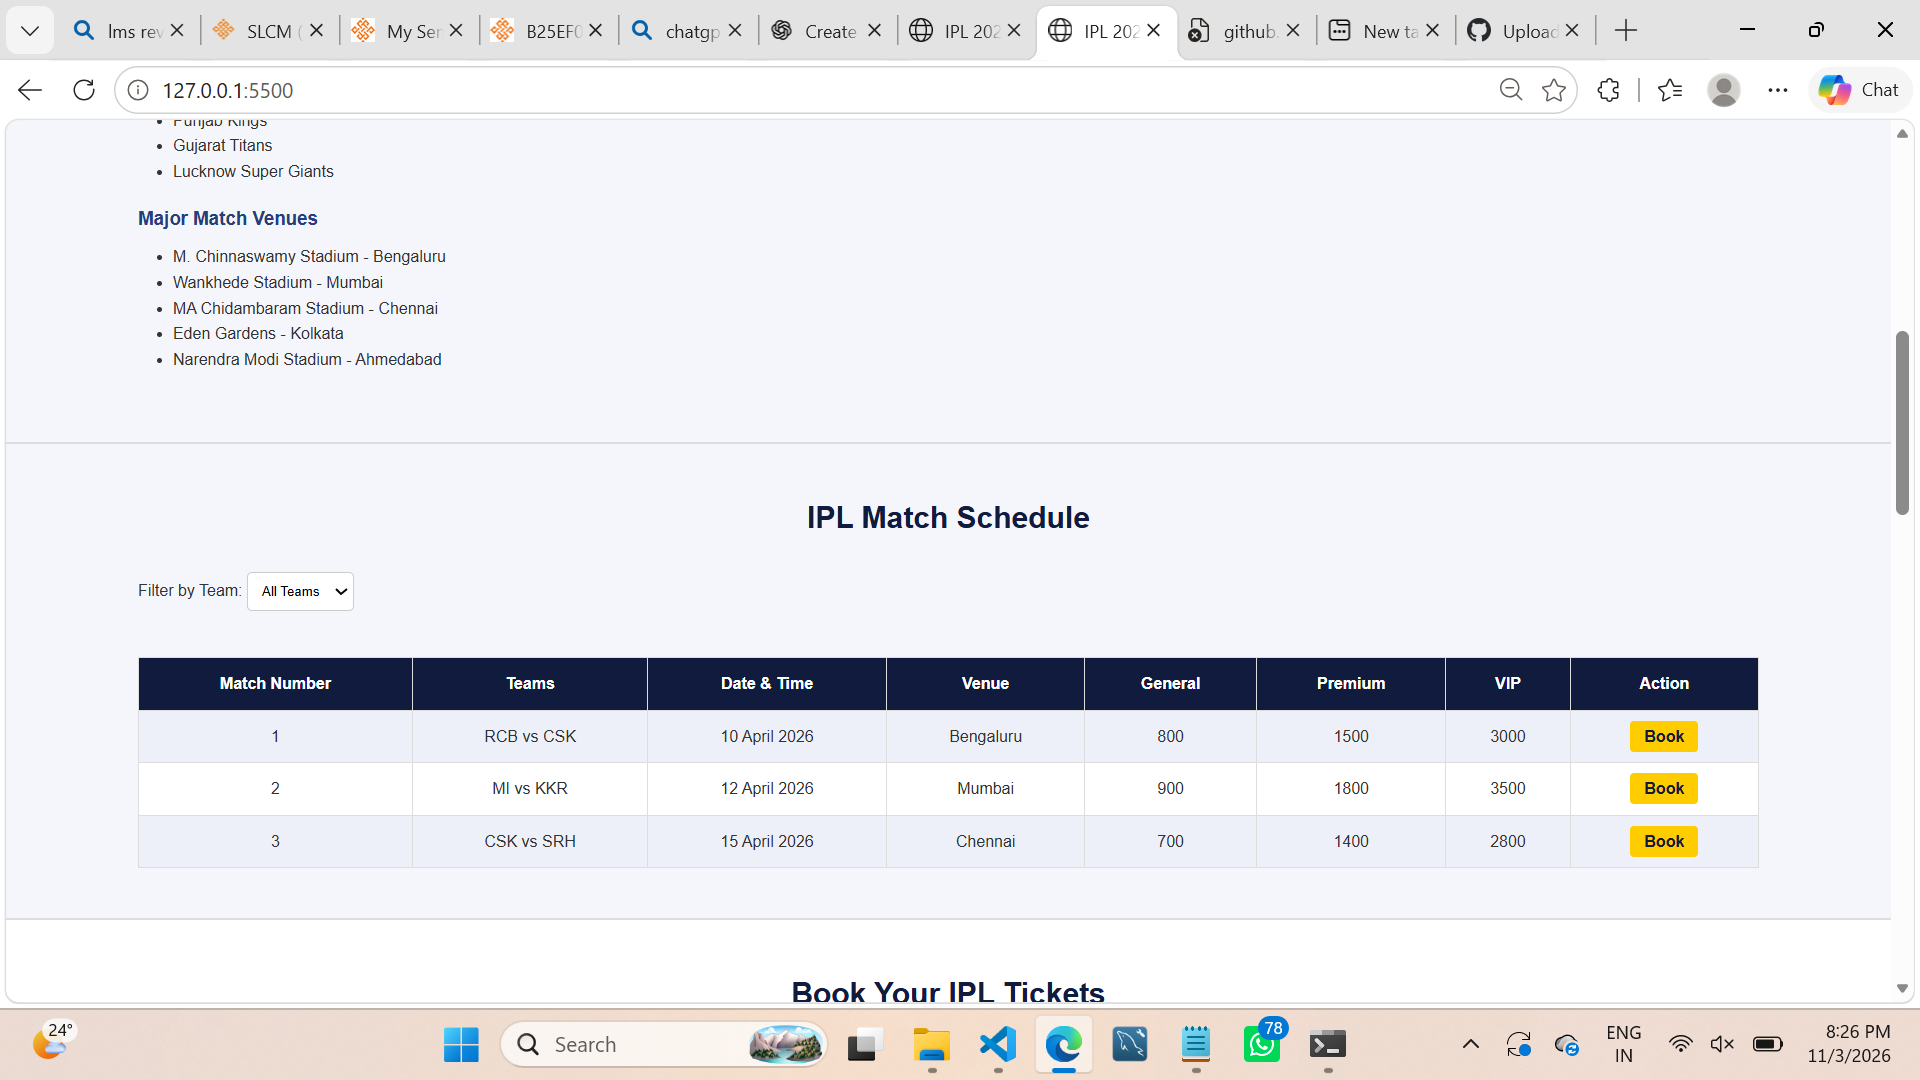 lms rev
SLCM (
My Ser
B25EF0
chatgp
Create
IPL 202
IPL 202
github.
New ta
Upload
127.0.0.1:5500
Chat
Punjab Kings
Gujarat Titans
Lucknow Super Giants
Major Match Venues
M. Chinnaswamy Stadium - Bengaluru
Wankhede Stadium - Mumbai
MA Chidambaram Stadium - Chennai
Eden Gardens - Kolkata
Narendra Modi Stadium - Ahmedabad
IPL Match Schedule
Filter by Team: All Teams
Match Number Teams Date & Time Venue General Premium VIP Action
1 RCB vs CSK 10 April 2026 Bengaluru 800 1500 3000 Book
2 MI vs KKR 12 April 2026 Mumbai 900 1800 3500 Book
3 CSK vs SRH 15 April 2026 Chennai 700 1400 2800 Book
Book Your IPL Tickets
24°
Search
78
ENG
IN
8:26 PM
11/3/2026